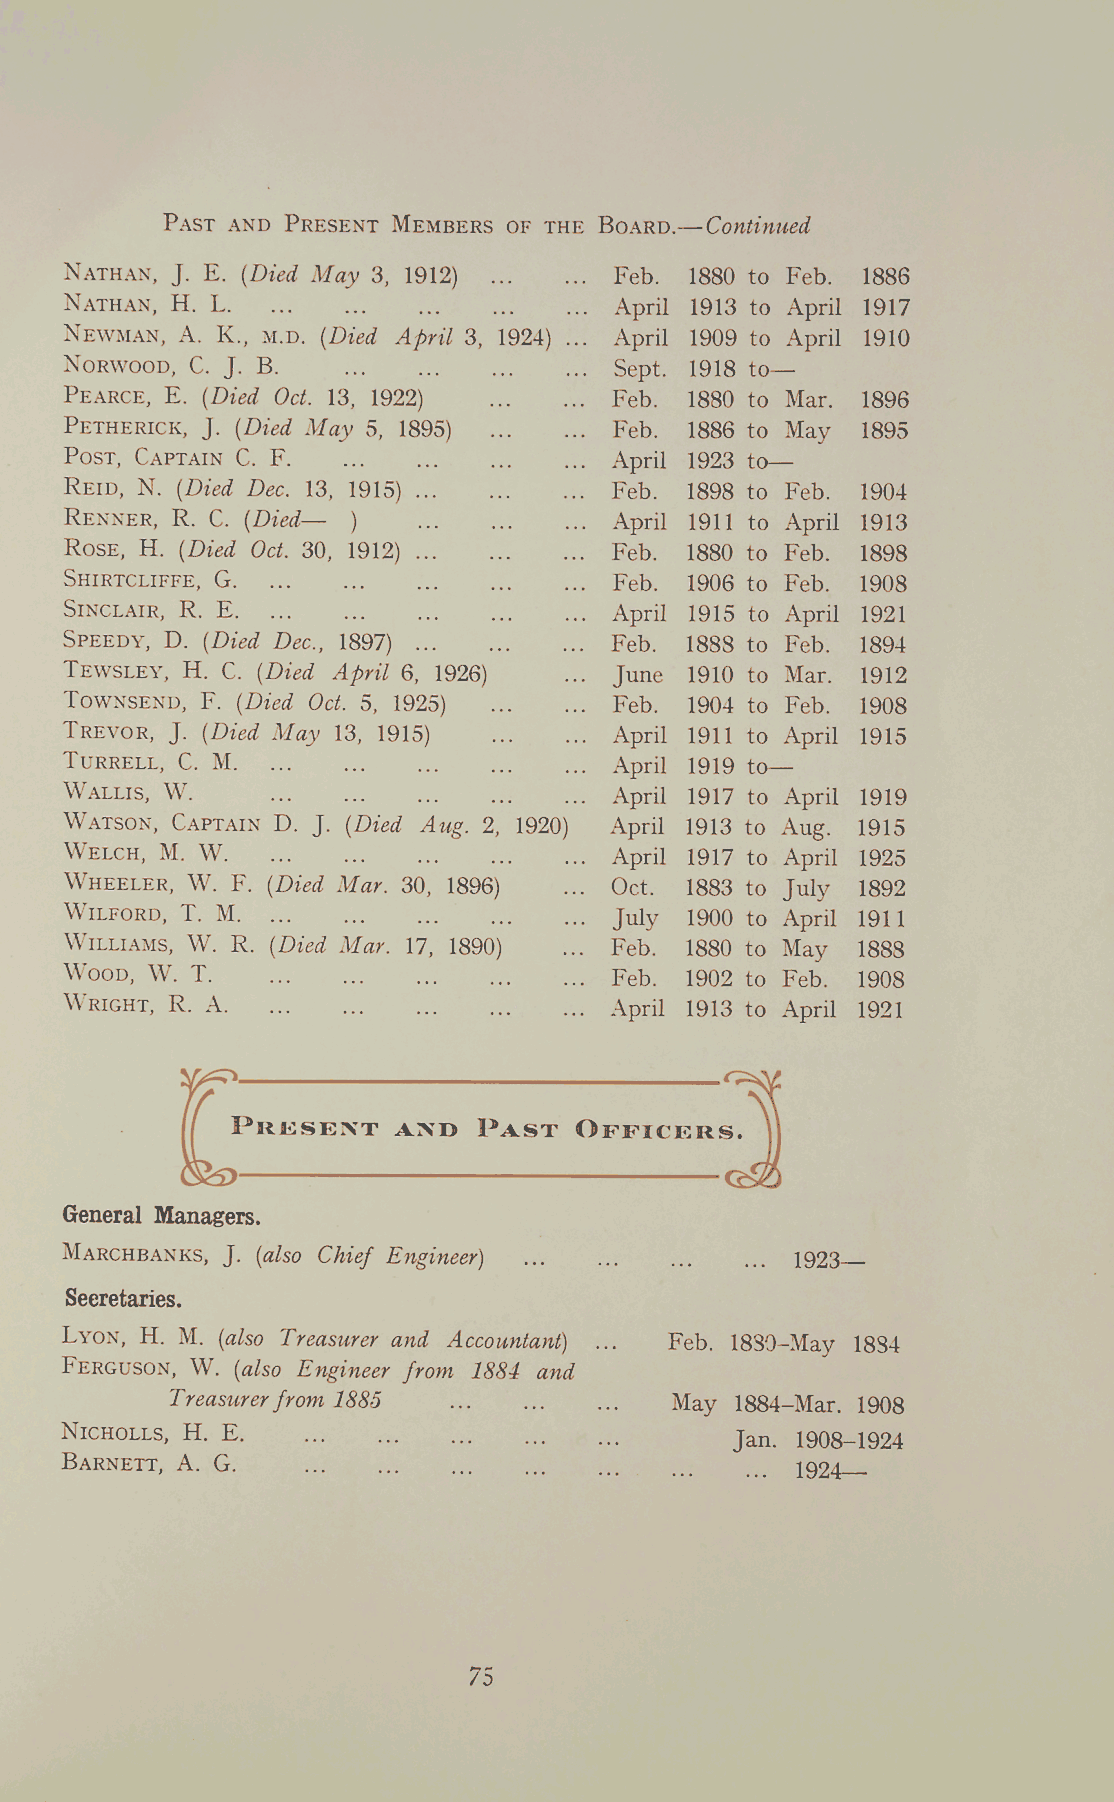 PAST AND PRESENT MEMBERS OF THE BOARD.—Continued
NATHAN, J. E. (Died May 3, 1912) ... ... Feb. 1880 to Feb. 1886
NATHAN, H. L. ... ... ... ... ... April 1913 to April 1917
NEWMAN, A. K., M.D. (Died April 3, 1924) ... April 1909 to April 1910
NORWOOD, C. J. B. ... ... ... ... Sept. 1918 to—
PEARCE, E. (Died Oct. 13, 1922) ... ... Feb. 1880 to Mar. 1896
PETHERICK, J. (Died May 5, 1895) ... ... Feb. 1886 to May 1895
POST, CAPTAIN C. F. ... ... ... ... April 1923 to—
REID, N. (Died Dec. 13, 1915) ... ... ... Feb. 1898 to Feb. 1904
RENNER, R. C. (Died— ) ... ... ... April 1911 to April 1913
ROSE, H. (Died Oct. 30, 1912) ... ... ... Feb. 1880 to Feb. 1898
SHIRTCLIFFE, G. ... ... ... ... ... Feb. 1906 to Feb. 1908
SINCLAIR, R. E. ... ... ... ... ... April 1915 to April 1921
SPEEDY, D. (Died Dec., 1897) ... ... ... Feb. 1888 to Feb. 1894
TEWSLEY, H. C. (Died April 6, 1926) ... June 1910 to Mar. 1912
TOWNSEND, F. (Died Oct. 5, 1925) ... ... Feb. 1904 to Feb. 1908
TREVOR, J. (Died May 13, 1915) ... ... April 1911 to April 1915
TURRELL, C. M. ... ... ... ... ... April 1919 to—
WALLIS, W. ... ... ... ... ... April 1917 to April 1919
WATSON, CAPTAIN D. J. (Died Aug. 2, 1920) April 1913 to Aug. 1915
WELCH, M. W. ... ... ... ... ... April 1917 to April 1925
WHEELER, W. F. (Died Mar. 30, 1896) ... Oct. 1883 to July 1892
WILFORD, T. M. ... ... ... ... ... July 1900 to April 1911
WILLIAMS, W. R. (Died Mar. 17, 1890) ... Feb. 1880 to May 1888
WOOD, W. T. ... ... ... ... ... Feb. 1902 to Feb. 1908
WRIGHT, R. A. ... ... ... ... ... April 1913 to April 1921
PRESENT AND PAST OFFICERS.
General Managers.
MARCHBANKS, J. (also Chief Engineer) ... ... ... ... 1923—
Secretaries.
LYON, H. M. (also Treasurer and Accountant) ... Feb. 1880-May 1884
FERGUSON, W. (also Engineer from 1884 and
Treasurer from 1885 ... ... ... May 1884-Mar. 1908
NICHOLLS, H. E. ... ... ... ... ... Jan. 1908-1924
BARNETT, A. G. ... ... ... ... ... ... ... 1924—
75